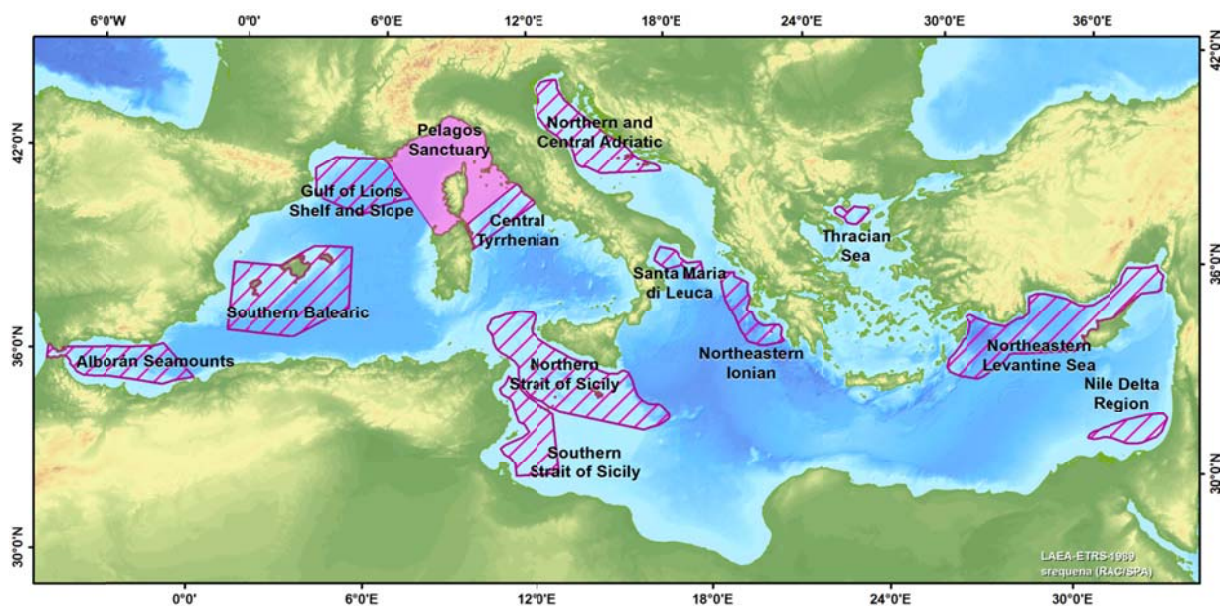 6°0'W 0°0' 6°0'E 12°0'E 18°0'E 24°0'E 30°0'E 36°0'E
42°0'N
42°0'N
36°0'N
36°0'N
30°0'N
30°0'N
Northern and
Central Adriatic
Pelagos
Sanctuary
Gulf of Lions
Shelf and Slope
Central
Tyrrhenian
Thracian
Sea
Santa Maria
di Leuca
Southern Balearic
Alborán Seamounts
Northern
Strait of Sicily
Northeastern
Ionian
Northeastern
Levantine Sea
Nile Delta
Region
Southern
Strait of Sicily
LAEA-ETRS-1989
srequena (RAC/SPA)
0°0' 6°0'E 12°0'E 18°0'E 24°0'E 30°0'E